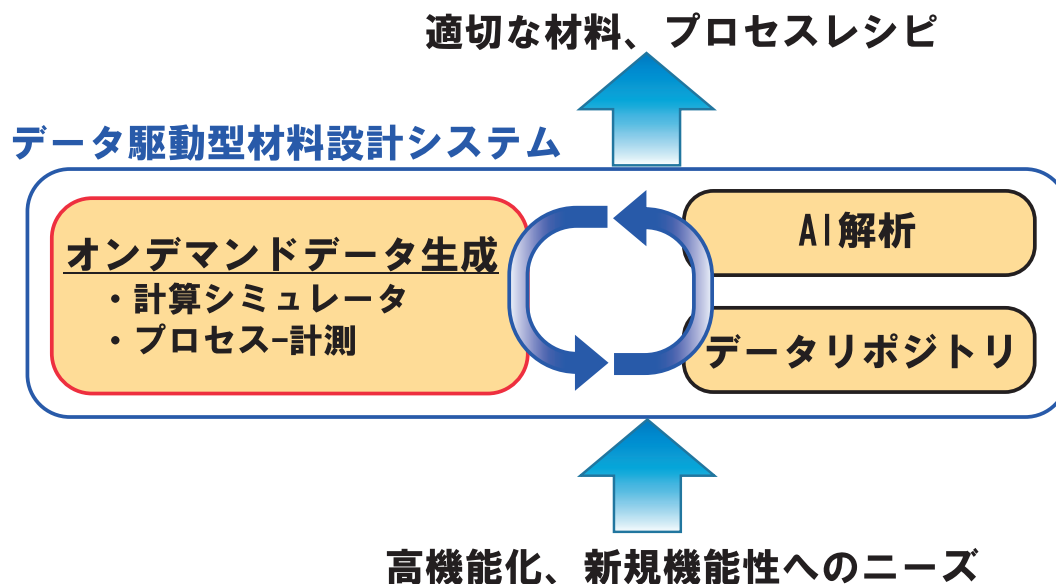 適切な材料、プロセスレシピ
データ駆動型材料設計システム
オンデマンドデータ生成
・計算シミュレータ
・プロセス-計測
AI解析
データリポジトリ
高機能化、新規機能性へのニーズ